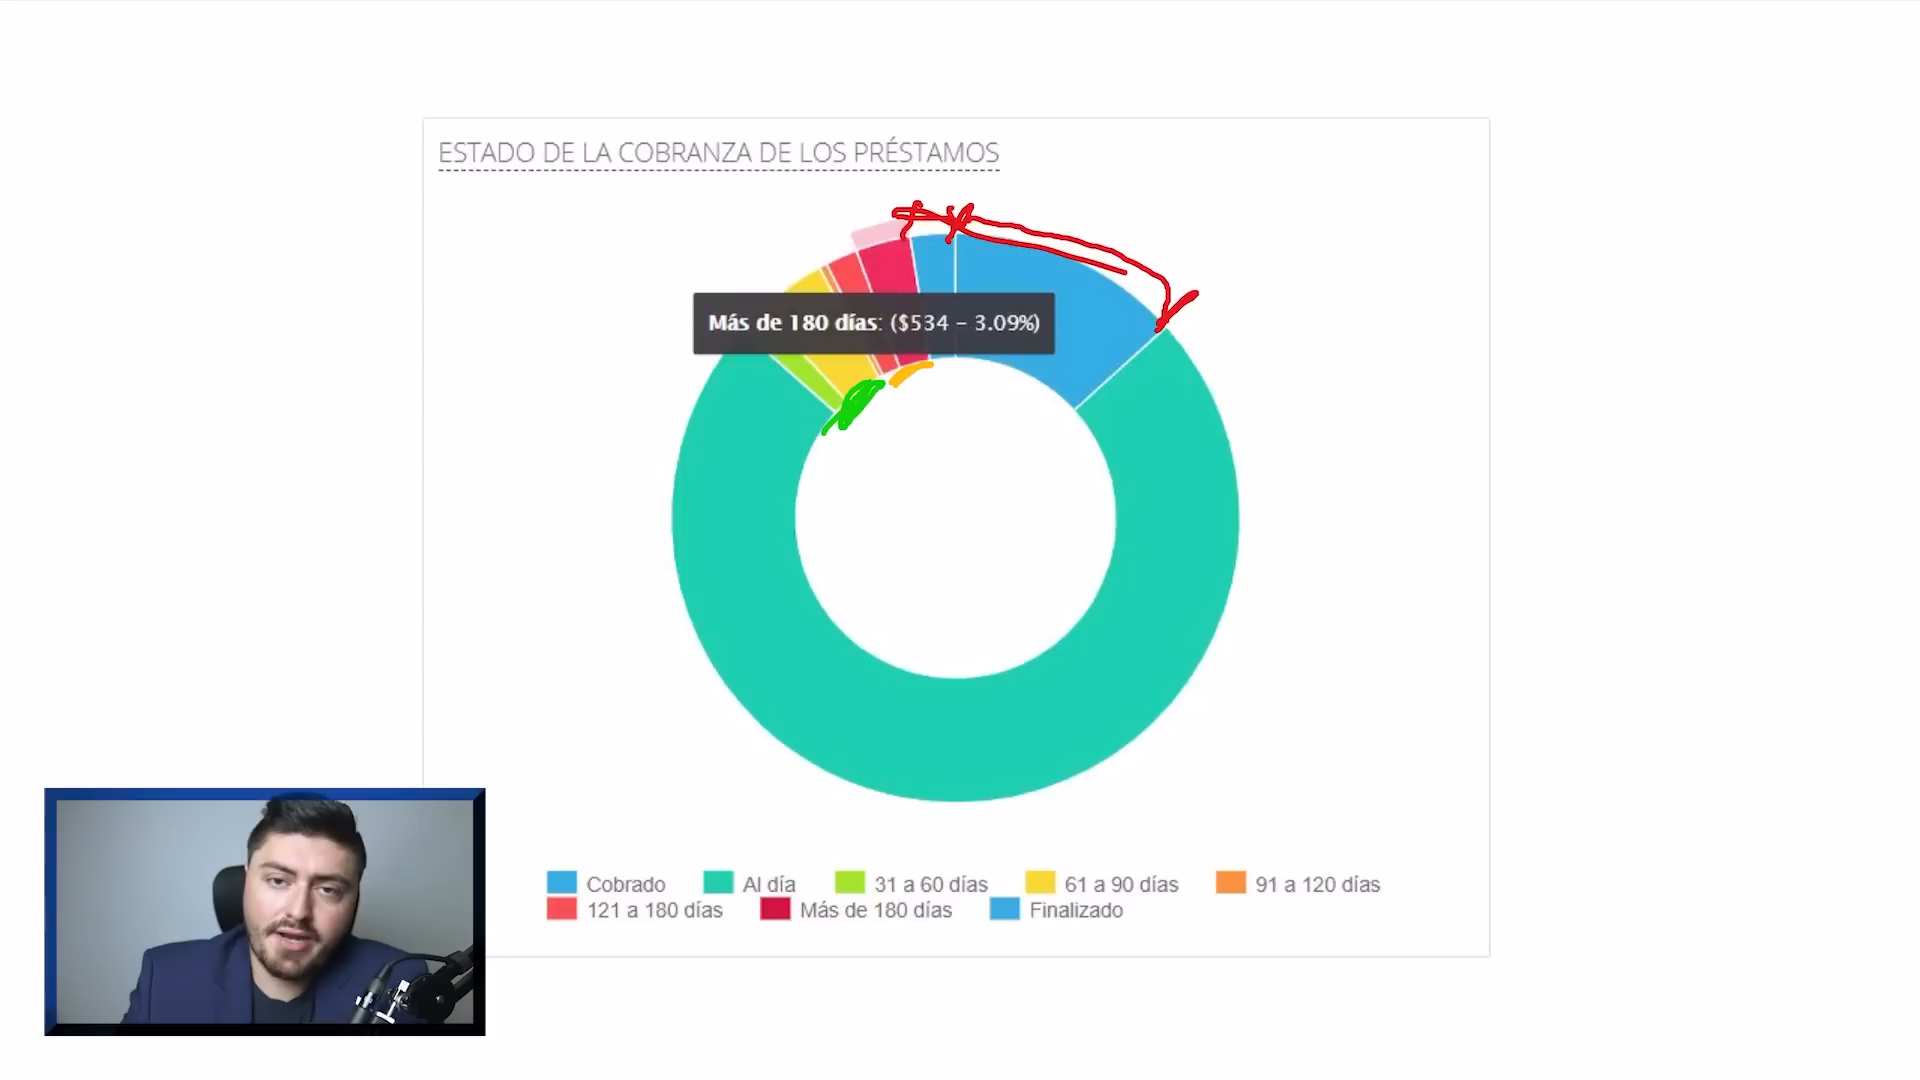 ESTADO DE LA COBRANZA DE LOS PRÉSTAMOS
Más de 180 días: ($534 – 3.09%)
Cobrado Al día 31 a 60 días 61 a 90 días 91 a 120 días
121 a 180 días Más de 180 días Finalizado